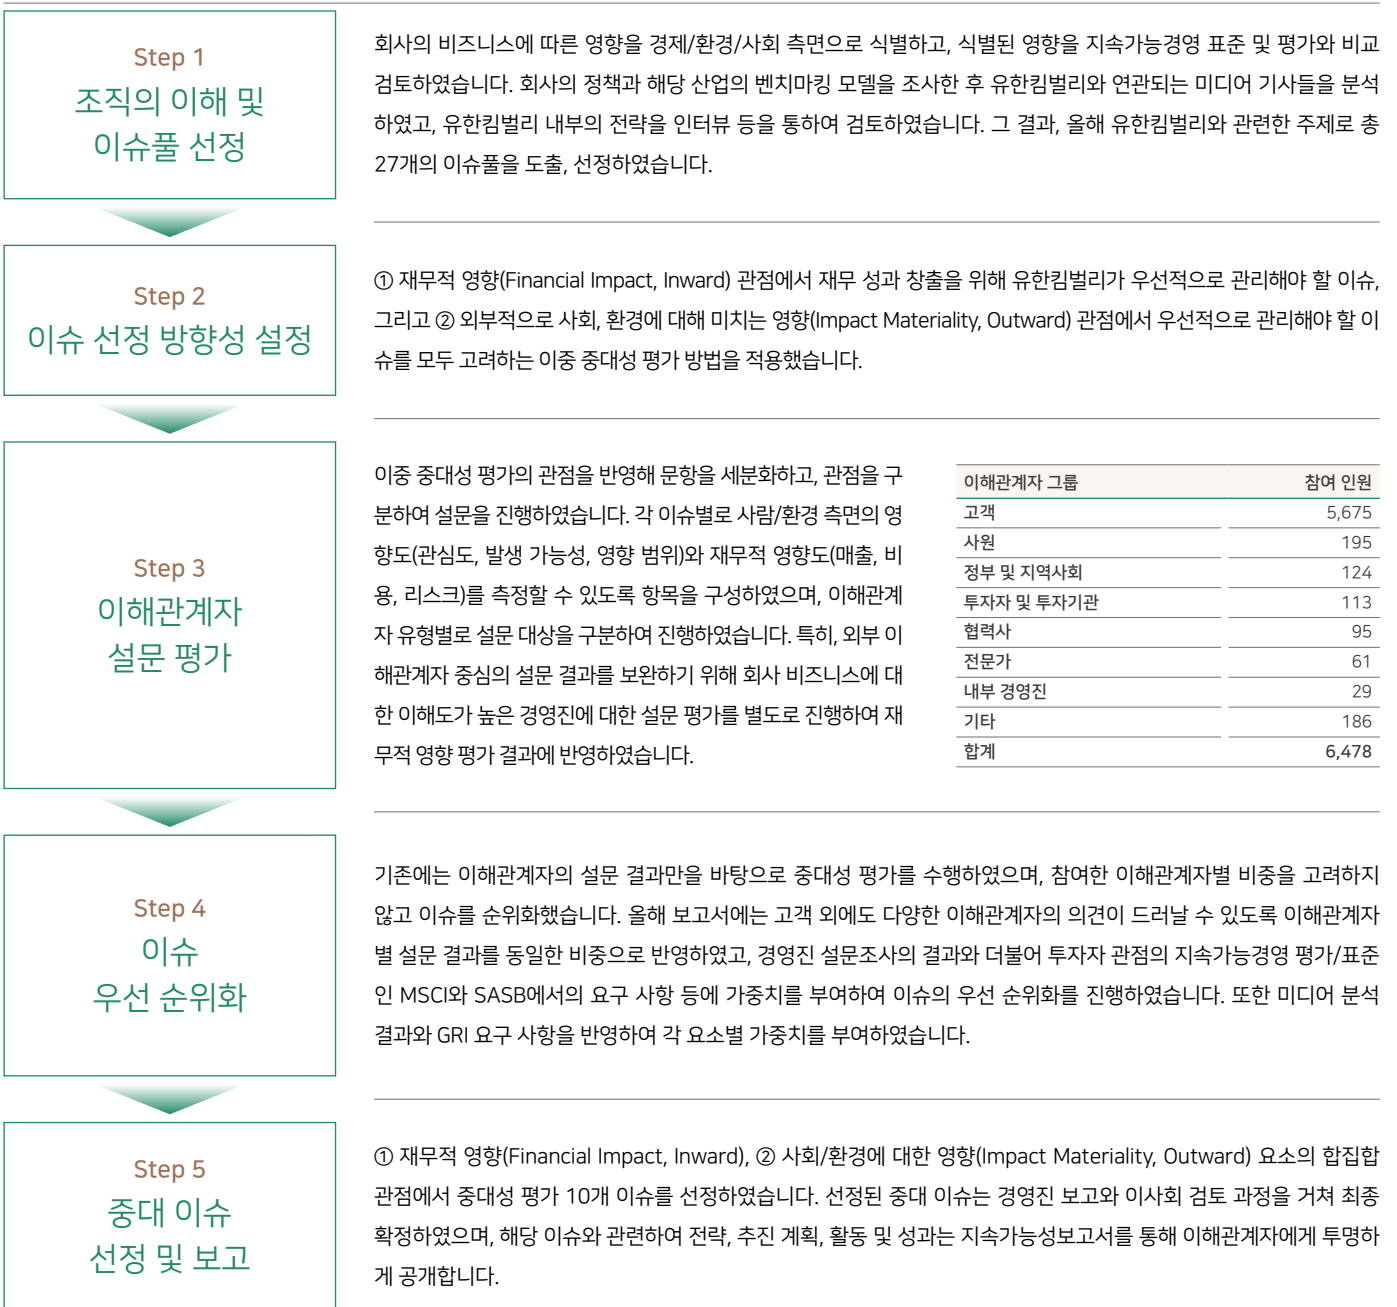 Step 1
조직의 이해 및
이슈풀 선정
회사의 비즈니스에 따른 영향을 경제/환경/사회 측면으로 식별하고, 식별된 영향을 지속가능경영 표준 및 평가와 비교
검토하였습니다. 회사의 정책과 해당 산업의 벤치마킹 모델을 조사한 후 유한킴벌리와 연관되는 미디어 기사들을 분석
하였고, 유한킴벌리 내부의 전략을 인터뷰 등을 통하여 검토하였습니다. 그 결과, 올해 유한킴벌리와 관련한 주제로 총
27개의 이슈풀을 도출, 선정하였습니다.
Step 2
이슈 선정 방향성 설정
① 재무적 영향(Financial Impact, Inward) 관점에서 재무 성과 창출을 위해 유한킴벌리가 우선적으로 관리해야 할 이슈,
그리고 ② 외부적으로 사회, 환경에 대해 미치는 영향(Impact Materiality, Outward) 관점에서 우선적으로 관리해야 할 이
슈를 모두 고려하는 이중 중대성 평가 방법을 적용했습니다.
Step 3
이해관계자
설문 평가
이중 중대성 평가의 관점을 반영해 문항을 세분화하고, 관점을 구
분하여 설문을 진행하였습니다. 각 이슈별로 사람/환경 측면의 영
향도(관심도, 발생 가능성, 영향 범위)와 재무적 영향도(매출, 비
용, 리스크)를 측정할 수 있도록 항목을 구성하였으며, 이해관계
자 유형별로 설문 대상을 구분하여 진행하였습니다. 특히, 외부 이
해관계자 중심의 설문 결과를 보완하기 위해 회사 비즈니스에 대
한 이해도가 높은 경영진에 대한 설문 평가를 별도로 진행하여 재
무적 영향 평가 결과에 반영하였습니다.
이해관계자 그룹 참여 인원
고객 5,675
사원 195
정부 및 지역사회 124
투자자 및 투자기관 113
협력사 95
전문가 61
내부 경영진 29
기타 186
합계 6,478
Step 4
이슈
우선 순위화
기존에는 이해관계자의 설문 결과만을 바탕으로 중대성 평가를 수행하였으며, 참여한 이해관계자별 비중을 고려하지
않고 이슈를 순위화했습니다. 올해 보고서에는 고객 외에도 다양한 이해관계자의 의견이 드러날 수 있도록 이해관계자
별 설문 결과를 동일한 비중으로 반영하였고, 경영진 설문조사의 결과와 더불어 투자자 관점의 지속가능경영 평가/표준
인 MSCI와 SASB에서의 요구 사항 등에 가중치를 부여하여 이슈의 우선 순위화를 진행하였습니다. 또한 미디어 분석
결과와 GRI 요구 사항을 반영하여 각 요소별 가중치를 부여하였습니다.
Step 5
중대 이슈
선정 및 보고
① 재무적 영향(Financial Impact, Inward), ② 사회/환경에 대한 영향(Impact Materiality, Outward) 요소의 합집합
관점에서 중대성 평가 10개 이슈를 선정하였습니다. 선정된 중대 이슈는 경영진 보고와 이사회 검토 과정을 거쳐 최종
확정하였으며, 해당 이슈와 관련하여 전략, 추진 계획, 활동 및 성과는 지속가능성보고서를 통해 이해관계자에게 투명하
게 공개합니다.